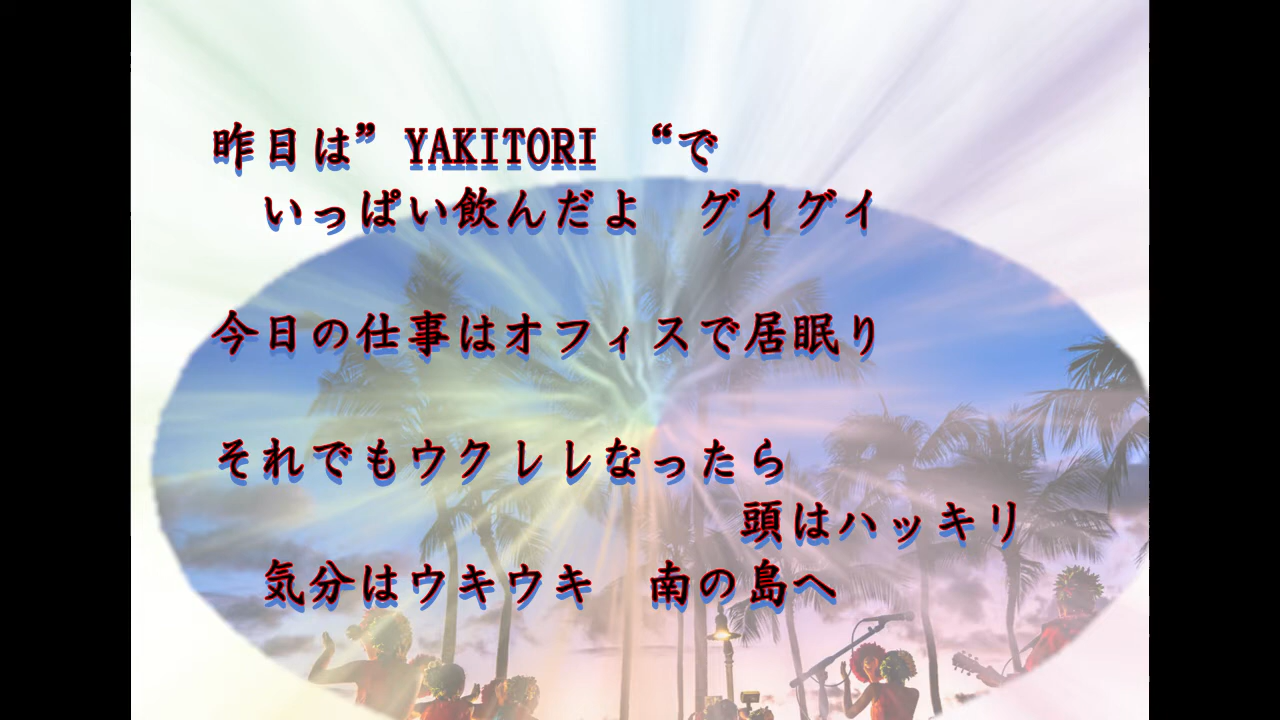 昨日は”YAKITORI　“で
いっぱい飲んだよ　グイグイ
今日の仕事はオフィスで居眠り
それでもウクレレなったら
頭はハッキリ
気分はウキウキ　南の島へ